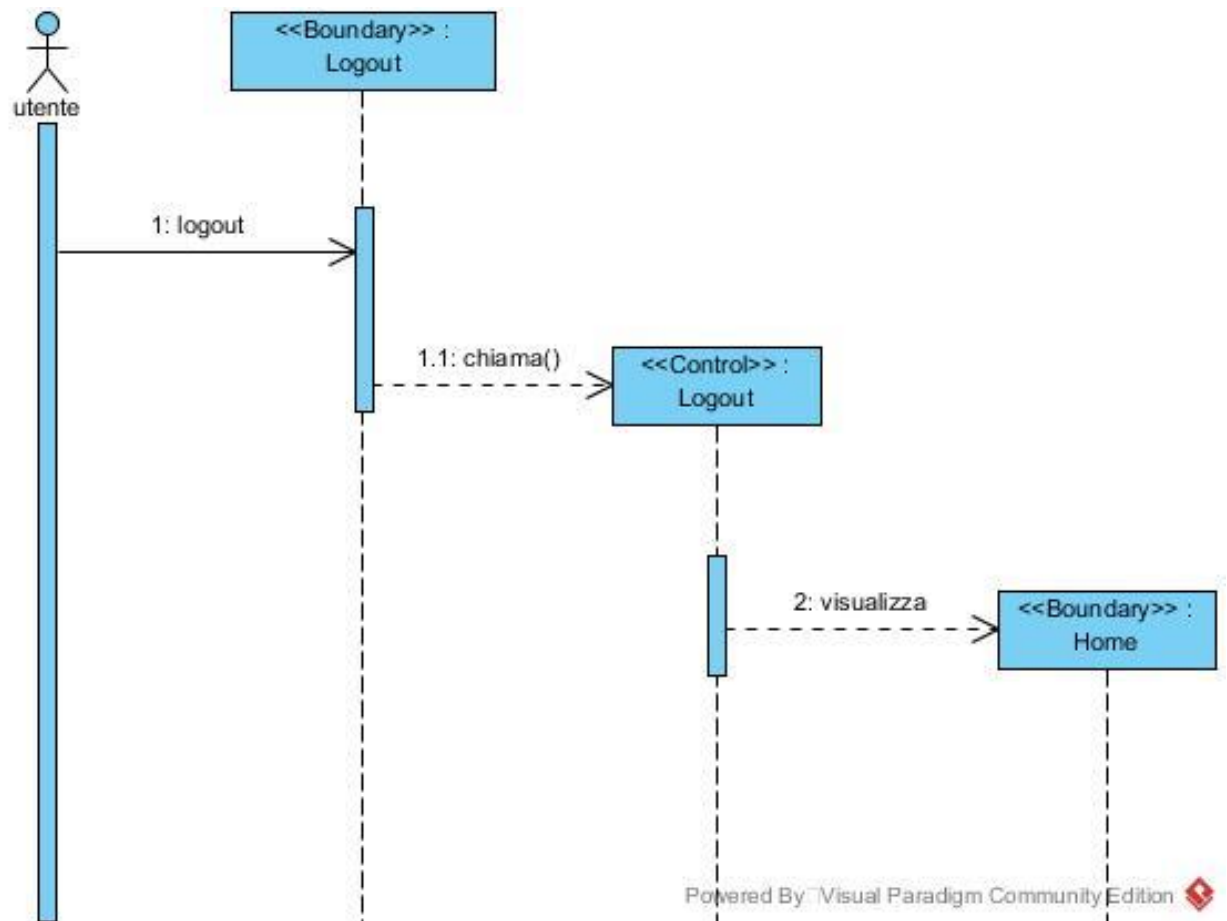 <<Boundary>> :
Logout
utente
1: logout
1.1: chiama()
<<Control>> :
Logout
2: visualizza
<<Boundary>> :
Home
Powered By Visual Paradigm Community Edition